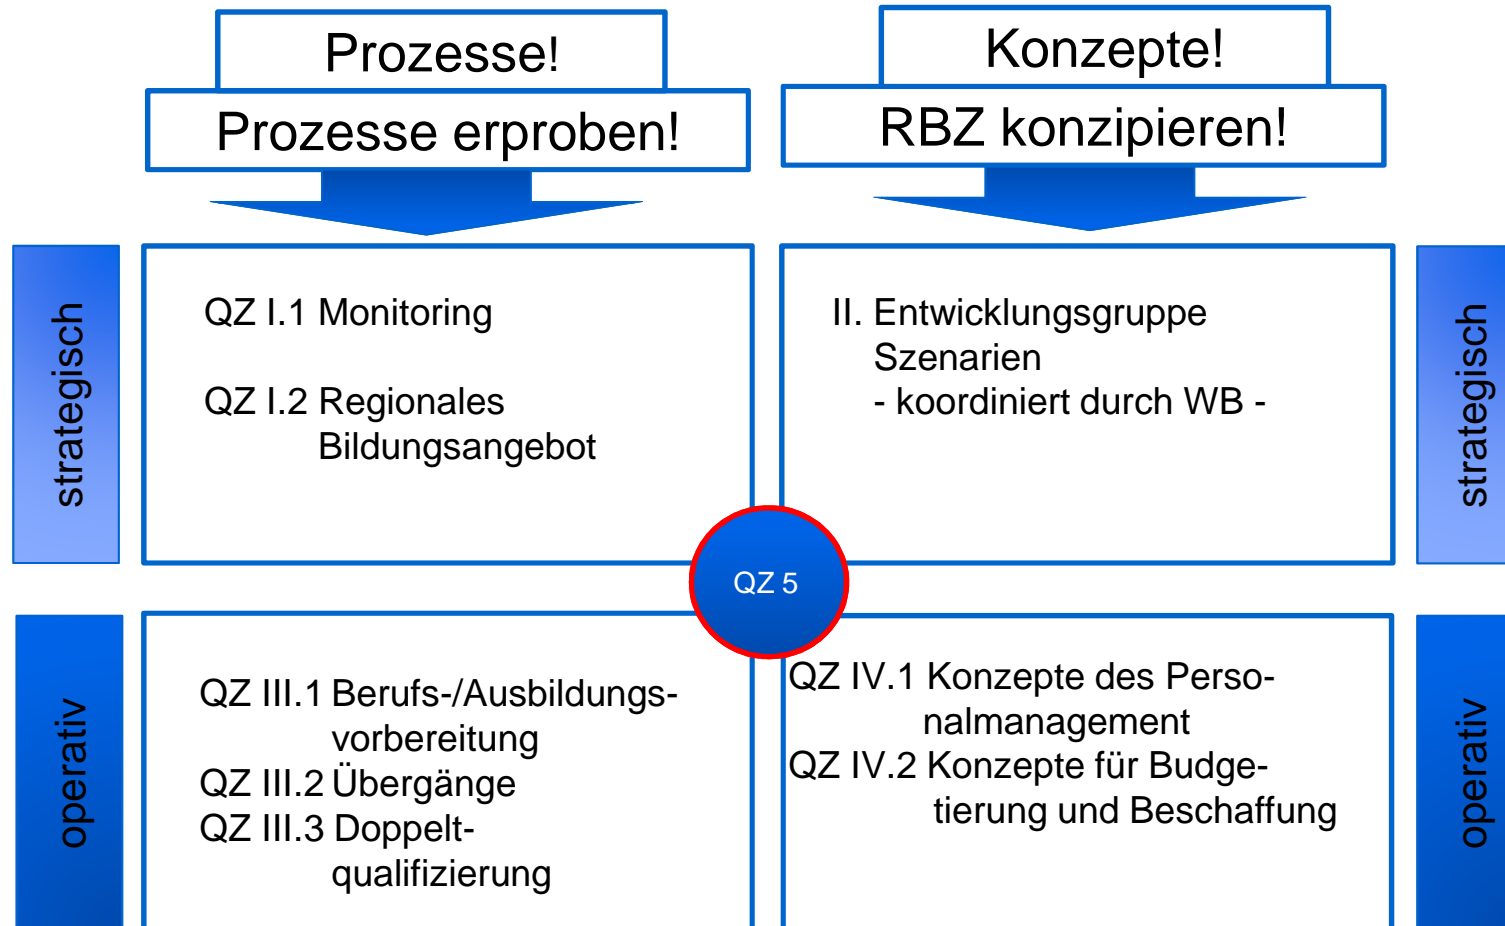 Prozesse!
Prozesse erproben!
Konzepte!
RBZ konzipieren!
strategisch
QZ I.1 Monitoring
QZ I.2 Regionales
Bildungsangebot
II. Entwicklungsgruppe
Szenarien
- koordiniert durch WB -
strategisch
QZ 5
operativ
QZ III.1 Berufs-/Ausbildungs-
vorbereitung
QZ III.2 Übergänge
QZ III.3 Doppelt-
qualifizierung
QZ IV.1 Konzepte des Perso-
nalmanagement
QZ IV.2 Konzepte für Budge-
tierung und Beschaffung
operativ